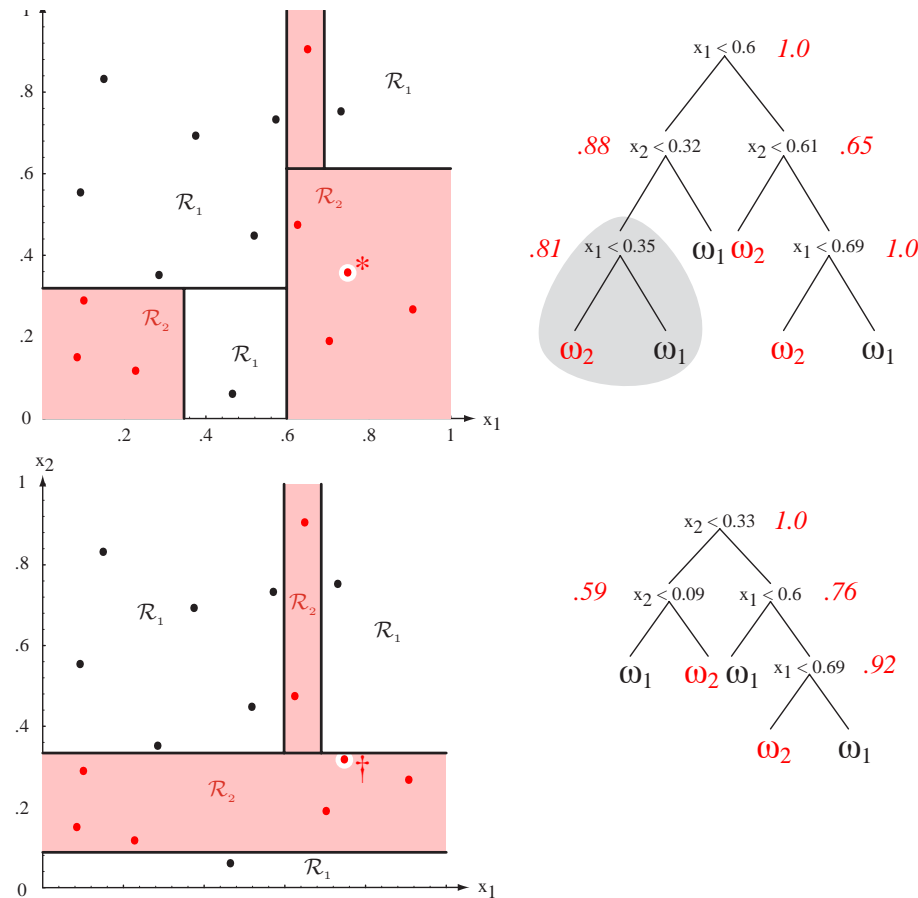 1
.8
.6
.4
.2
0
.2 .4 .6 .8 1 x1
R1
R1
R2
*
R2
R1
x1 < 0.6 1.0
.88 x2 < 0.32 x2 < 0.61 .65
.81 x1 < 0.35 ω1 ω2 x1 < 0.69 1.0
ω2 ω1 ω2 ω1
x2
1
.8
.6
.4
.2
0
x1
R1
R2
R1
†
R2
R1
x2 < 0.33 1.0
.59 x2 < 0.09 x1 < 0.6 .76
ω1 ω2 ω1 x1 < 0.69 .92
ω2 ω1